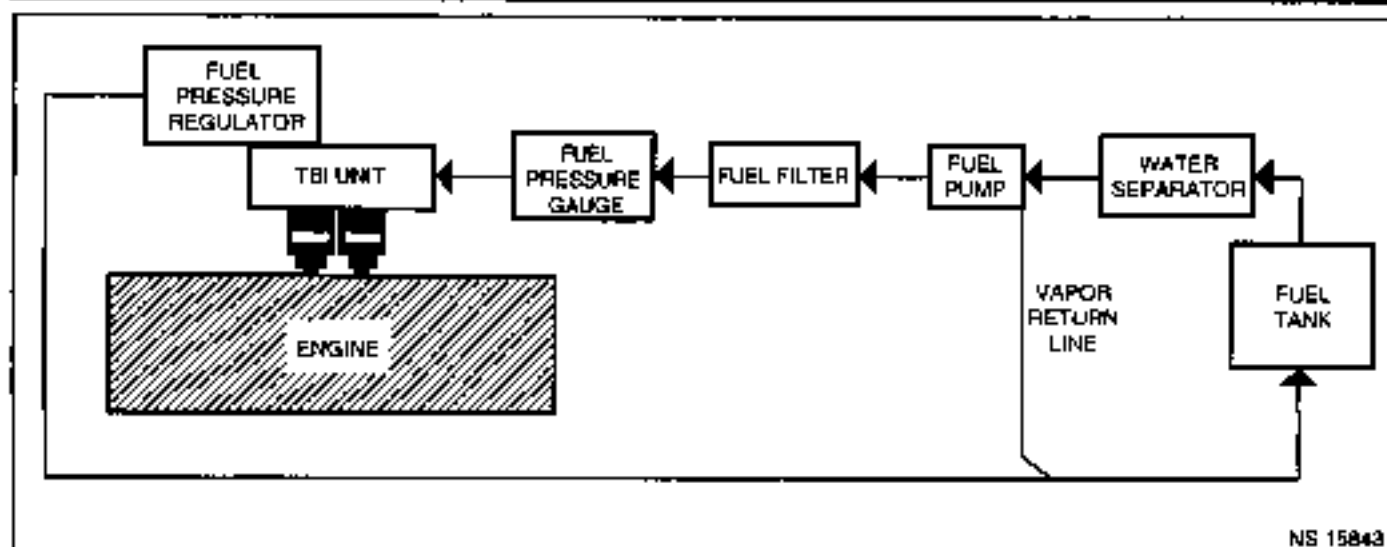 FUEL
PRESSURE
REGULATOR
TBI UNIT
FUEL
PRESSURE
GAUGE
FUEL FILTER
FUEL
PUMP
WATER
SEPARATOR
FUEL
TANK
VAPOR
RETURN
LINE
ENGINE
NS 15843